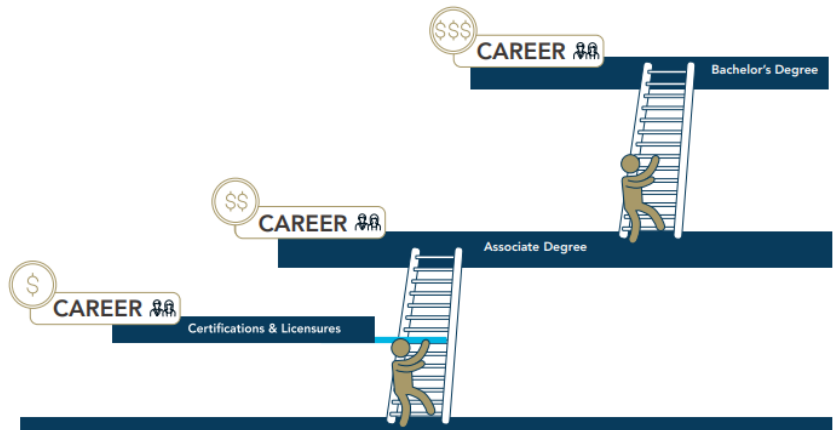 $$$
CAREER
Bachelor's Degree
$$
CAREER
Associate Degree
$
CAREER
Certifications & Licensures